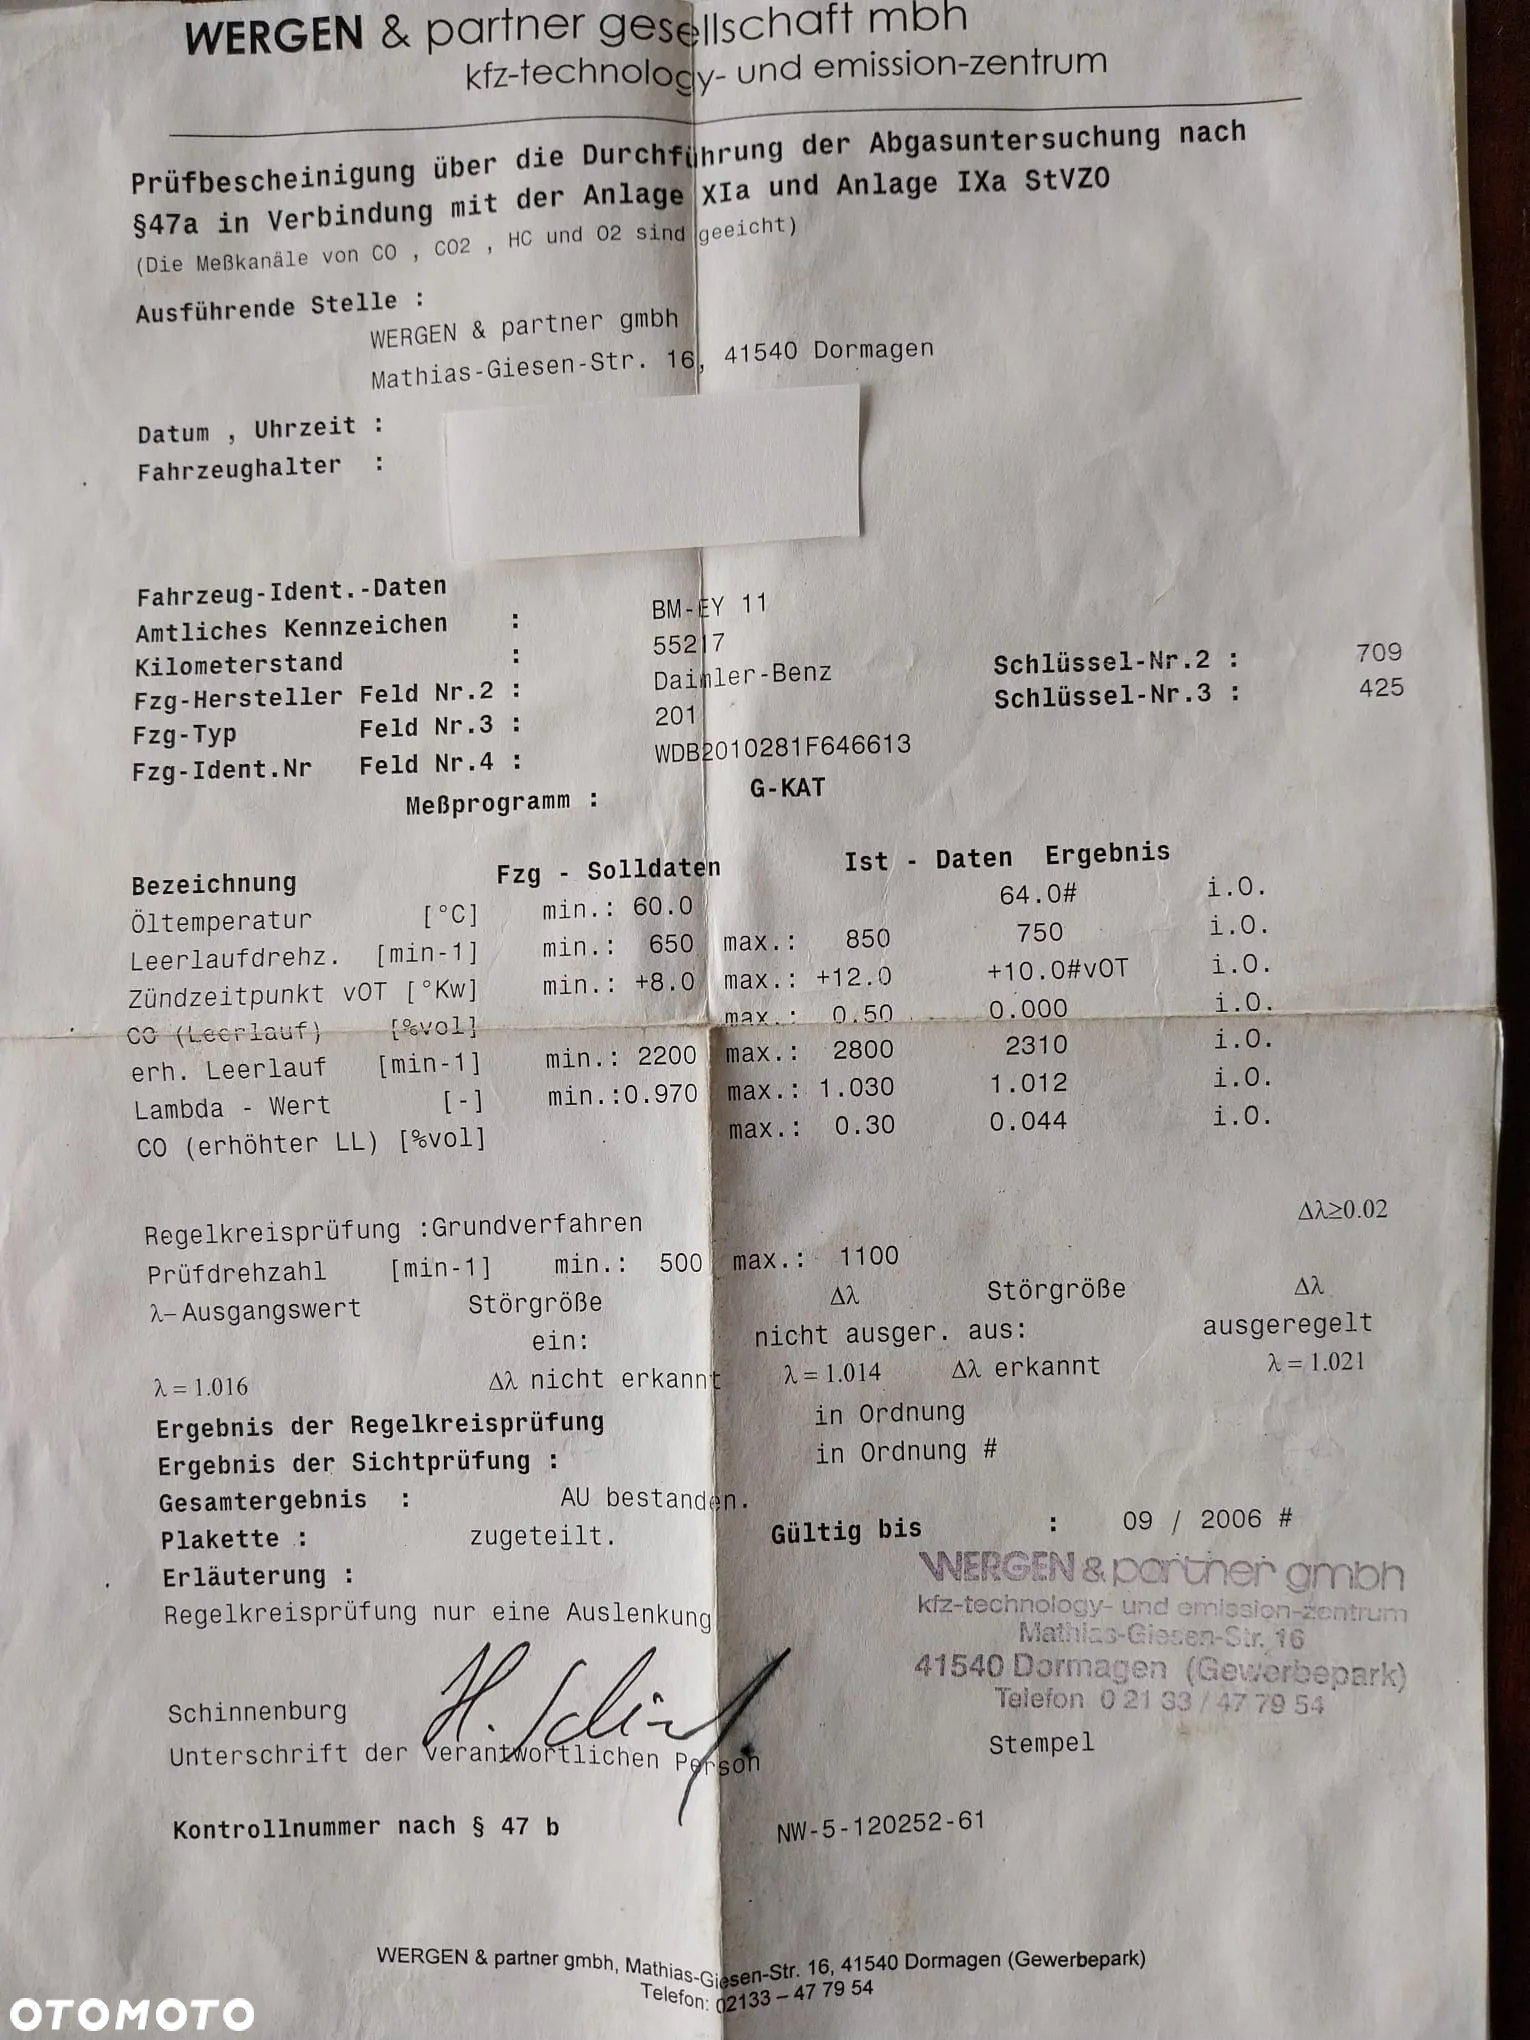 WERGEN & partner gesellschaft mbh
kfz-technology- und emission-zentrum
Prüfbescheinigung über die Durchführung der Abgasuntersuchung nach
§47a in Verbindung mit der Anlage XIa und Anlage IXa StVZO
(Die Meßkanäle von CO , CO2 , HC und O2 sind geeicht)
Ausführende Stelle :
WERGEN & partner gmbh
Mathias-Giesen-Str. 16, 41540 Dormagen
Datum , Uhrzeit :
Fahrzeughalter :
Fahrzeug-Ident.-Daten
Amtliches Kennzeichen : BM-EY 11
Kilometerstand : 55217
Fzg-Hersteller Feld Nr.2 : Daimler-Benz Schlüssel-Nr.2 : 709
Fzg-Typ Feld Nr.3 : 201 Schlüssel-Nr.3 : 425
Fzg-Ident.Nr Feld Nr.4 : WDB2010281F646613
Meßprogramm : G-KAT
Bezeichnung Fzg - Solldaten Ist - Daten Ergebnis
Öltemperatur [°C] min.: 60.0 64.0# i.O.
Leerlaufdrehz. [min-1] min.: 650 max.: 850 750 i.O.
Zündzeitpunkt vOT [°Kw] min.: +8.0 max.: +12.0 +10.0#vOT i.O.
CO (Leerlauf) [%vol] max.: 0.50 0.000 i.O.
erh. Leerlauf [min-1] min.: 2200 max.: 2800 2310 i.O.
Lambda - Wert [-] min.:0.970 max.: 1.030 1.012 i.O.
CO (erhöhter LL) [%vol] max.: 0.30 0.044 i.O.
Regelkreisprüfung :Grundverfahren Δλ≥0.02
Prüfdrehzahl [min-1] min.: 500 max.: 1100
λ–Ausgangswert Störgröße Δλ Störgröße Δλ
ein: nicht ausger. aus: ausgeregelt
λ = 1.016 Δλ nicht erkannt λ = 1.014 Δλ erkannt λ = 1.021
Ergebnis der Regelkreisprüfung in Ordnung
Ergebnis der Sichtprüfung : in Ordnung #
Gesamtergebnis : AU bestanden.
Plakette : zugeteilt. Gültig bis : 09 / 2006 #
Erläuterung :
Regelkreisprüfung nur eine Auslenkung
WERGEN & partner gmbh
kfz-technology- und emission-zentrum
Mathias-Giesen-Str. 16
41540 Dormagen (Gewerbepark)
Telefon 0 21 33 / 47 79 54
Schinnenburg
Unterschrift der verantwortlichen Person Stempel
Kontrollnummer nach § 47 b NW-5-120252-61
WERGEN & partner gmbh, Mathias-Giesen-Str. 16, 41540 Dormagen (Gewerbepark)
Telefon: 02133 – 47 79 54
OTOMOTO